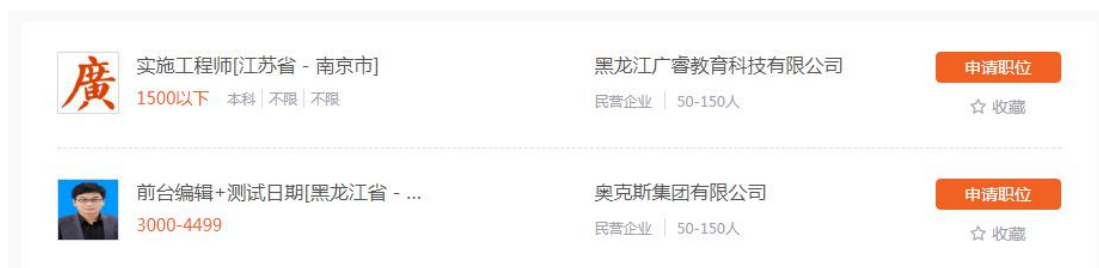 廣
实施工程师[江苏省 - 南京市]
1500以下 本科 不限 不限
黑龙江广睿教育科技有限公司
民营企业 50-150人
申请职位
收藏
前台编辑+测试日期[黑龙江省 - ...
3000-4499
奥克斯集团有限公司
民营企业 50-150人
申请职位
收藏